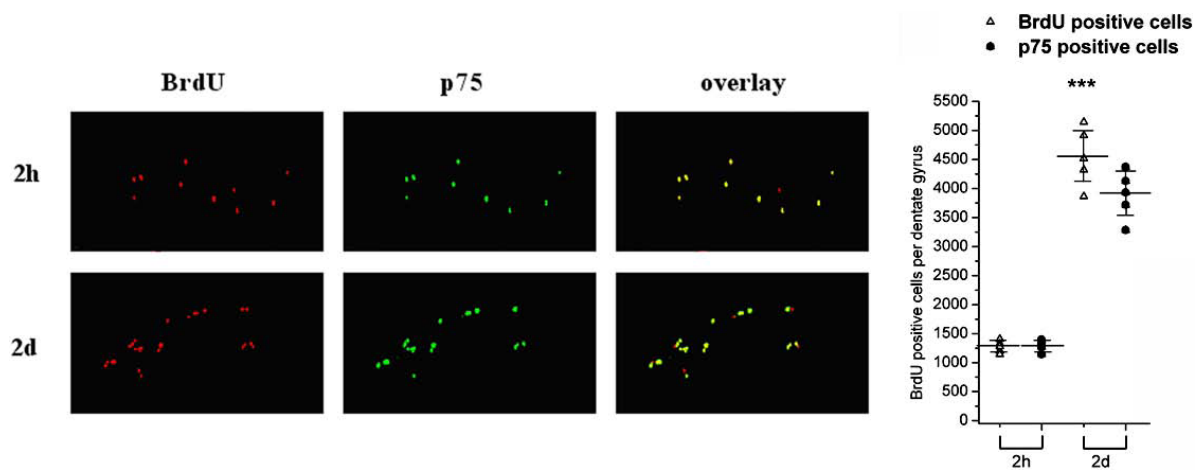 △ BrdU positive cells
● p75 positive cells
BrdU
p75
overlay
2h
2d
***
BrdU positive cells per dentate gyrus
5500
5000
4500
4000
3500
3000
2500
2000
1500
1000
500
0
2h
2d